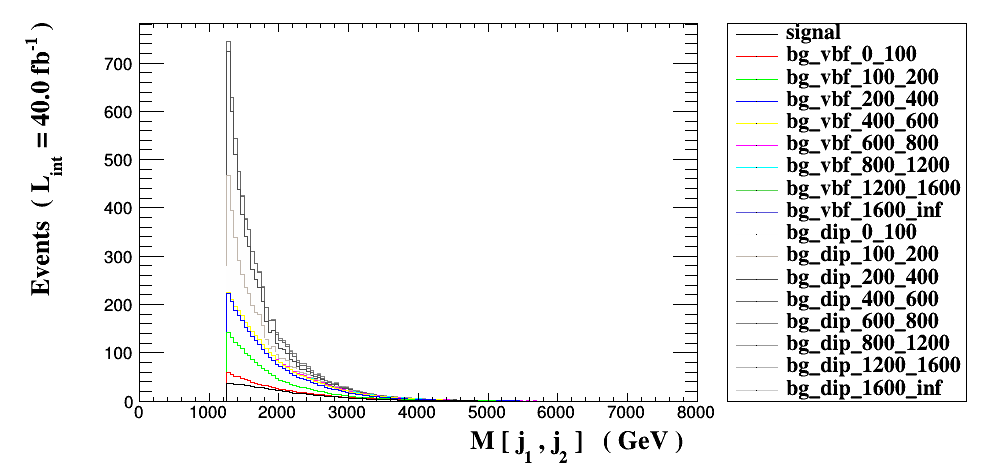 Events ( L_int = 40.0 fb^-1 )
700
600
500
400
300
200
100
0
0 1000 2000 3000 4000 5000 6000 7000 8000
M [ j_1 , j_2 ] ( GeV )
signal
bg_vbf_0_100
bg_vbf_100_200
bg_vbf_200_400
bg_vbf_400_600
bg_vbf_600_800
bg_vbf_800_1200
bg_vbf_1200_1600
bg_vbf_1600_inf
bg_dip_0_100
bg_dip_100_200
bg_dip_200_400
bg_dip_400_600
bg_dip_600_800
bg_dip_800_1200
bg_dip_1200_1600
bg_dip_1600_inf